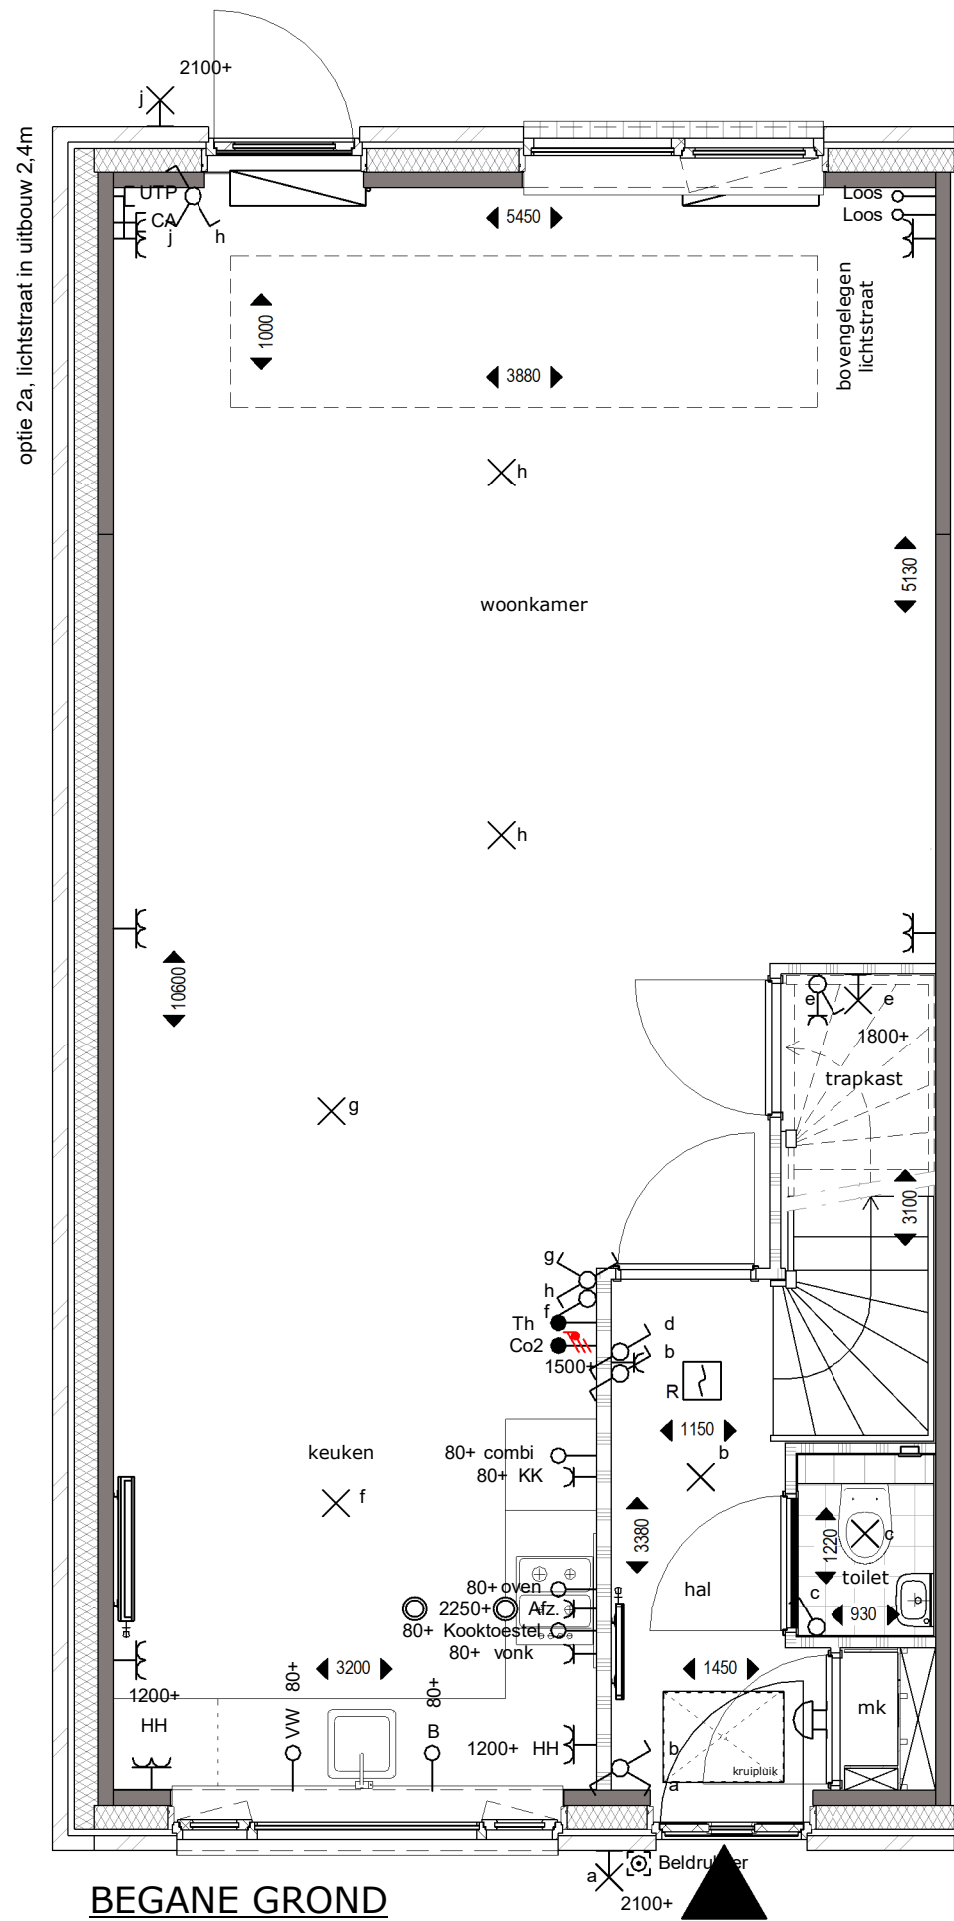 2100+
j
optie 2a, lichtstraat in uitbouw 2,4m
UTP
CA
j
h
5450
Loos
Loos
1000
3880
bovengelegen
lichtstraat
h
5130
woonkamer
h
10600
e
e
1800+
trapkast
g
3100
g
h
f
Th
Co2
1500+
d
b
R
1150
b
keuken
80+ combi
80+ KK
f
3380
1220
c
toilet
c
930
hal
80+ oven
2250+ Afz.
80+ Kooktoestel
80+ vonk
3200
1450
1200+
HH
80+
VW
80+
B
1200+ HH
b
a
kruipluik
mk
a
Beldrukker
2100+
BEGANE GROND